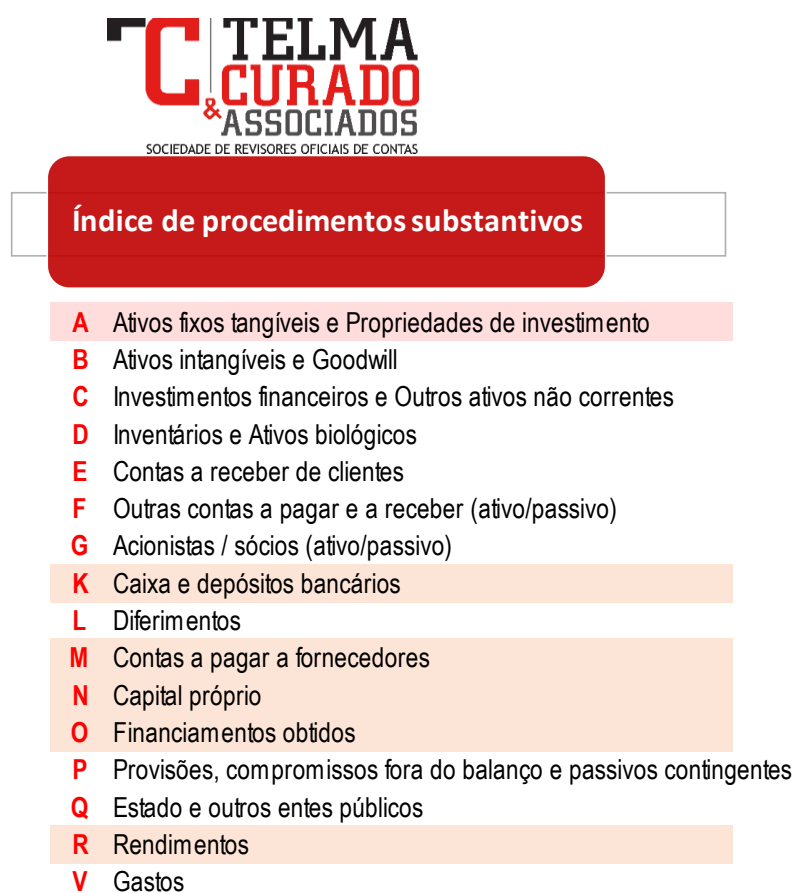 TC TELMA
CURADO
& ASSOCIADOS
SOCIEDADE DE REVISORES OFICIAIS DE CONTAS
Índice de procedimentos substantivos
A Ativos fixos tangíveis e Propriedades de investimento
B Ativos intangíveis e Goodwill
C Investimentos financeiros e Outros ativos não correntes
D Inventários e Ativos biológicos
E Contas a receber de clientes
F Outras contas a pagar e a receber (ativo/passivo)
G Acionistas / sócios (ativo/passivo)
K Caixa e depósitos bancários
L Diferimentos
M Contas a pagar a fornecedores
N Capital próprio
O Financiamentos obtidos
P Provisões, compromissos fora do balanço e passivos contingentes
Q Estado e outros entes públicos
R Rendimentos
V Gastos